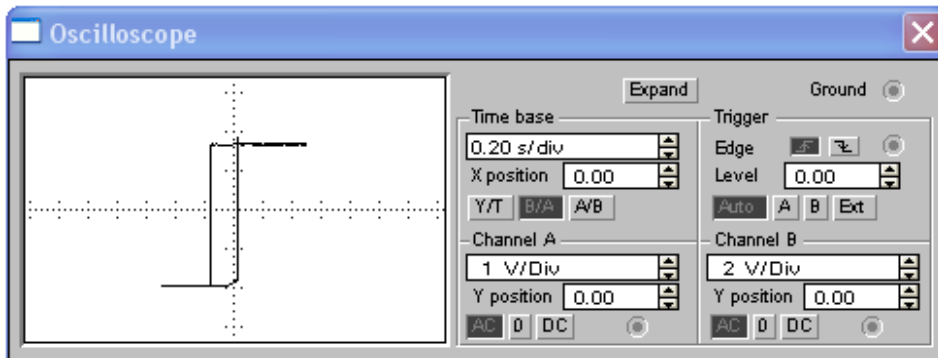 Oscilloscope
Expand
Ground
Time base
0.20 s/div
X position 0.00
Y/T B/A A/B
Trigger
Edge
Level 0.00
Auto A B Ext
Channel A
1 V/Div
Y position 0.00
AC 0 DC
Channel B
2 V/Div
Y position 0.00
AC 0 DC